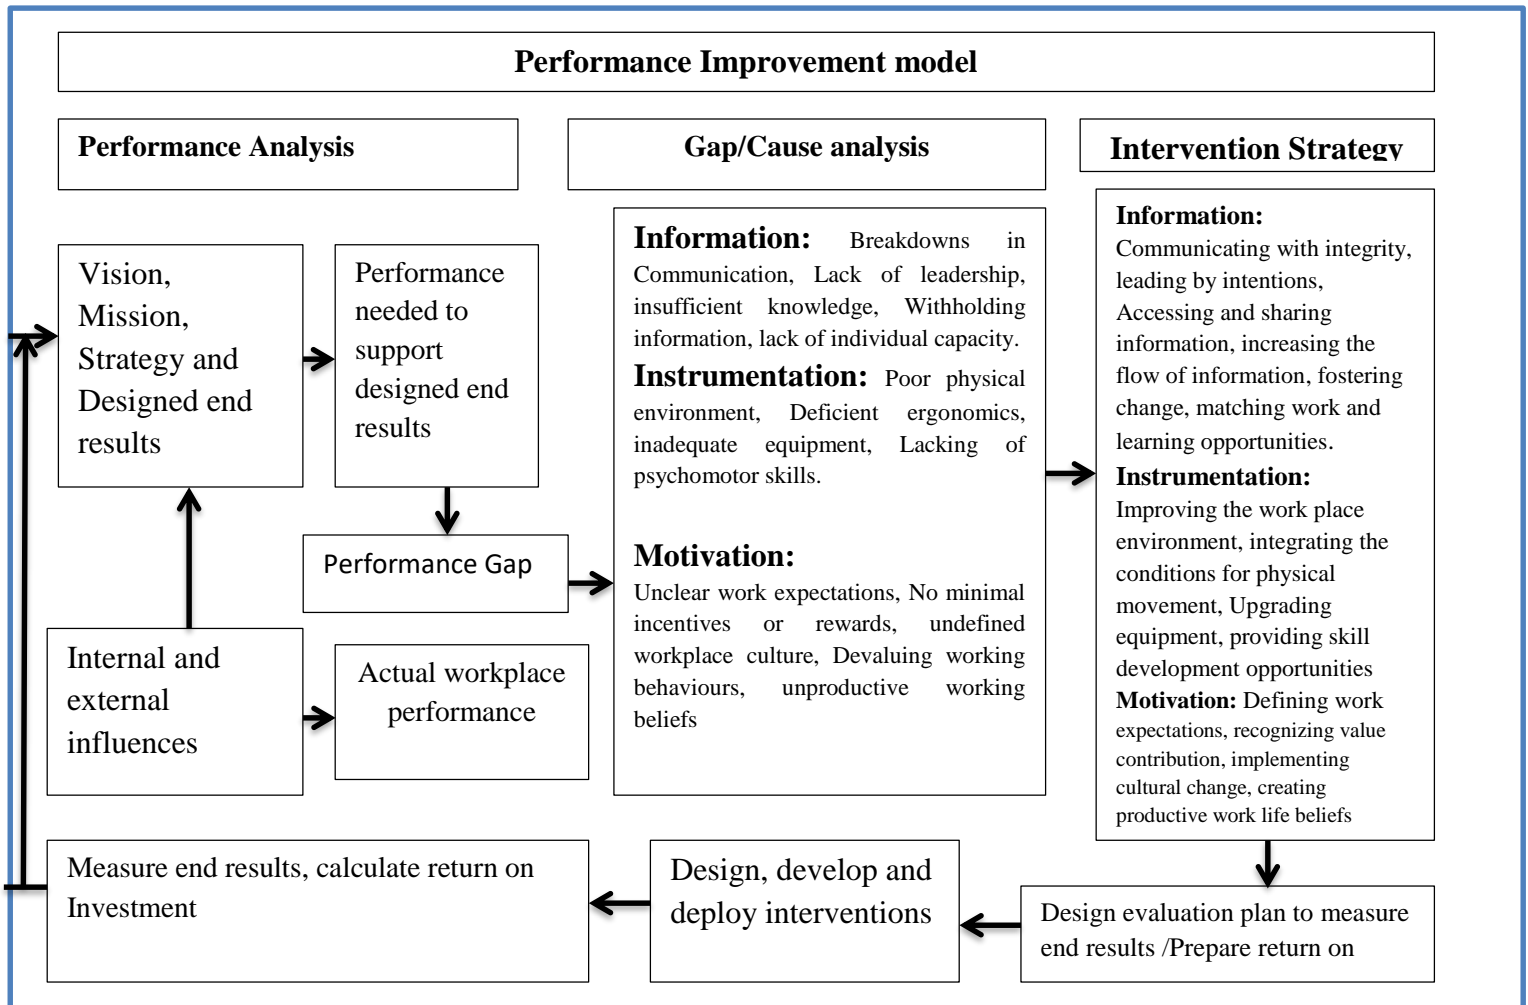 Performance Improvement model
Performance Analysis
Gap/Cause analysis
Intervention Strategy
Vision,
Mission,
Strategy and
Designed end
results
Performance
needed to
support
designed end
results
Performance Gap
Internal and
external
influences
Actual workplace
performance
Information: Breakdowns in
Communication, Lack of leadership,
insufficient knowledge, Withholding
information, lack of individual capacity.
Instrumentation: Poor physical
environment, Deficient ergonomics,
inadequate equipment, Lacking of
psychomotor skills.
Motivation:
Unclear work expectations, No minimal
incentives or rewards, undefined
workplace culture, Devaluing working
behaviours, unproductive working
beliefs
Information:
Communicating with integrity,
leading by intentions,
Accessing and sharing
information, increasing the
flow of information, fostering
change, matching work and
learning opportunities.
Instrumentation:
Improving the work place
environment, integrating the
conditions for physical
movement, Upgrading
equipment, providing skill
development opportunities
Motivation: Defining work
expectations, recognizing value
contribution, implementing
cultural change, creating
productive work life beliefs
Measure end results, calculate return on
Investment
Design, develop and
deploy interventions
Design evaluation plan to measure
end results /Prepare return on